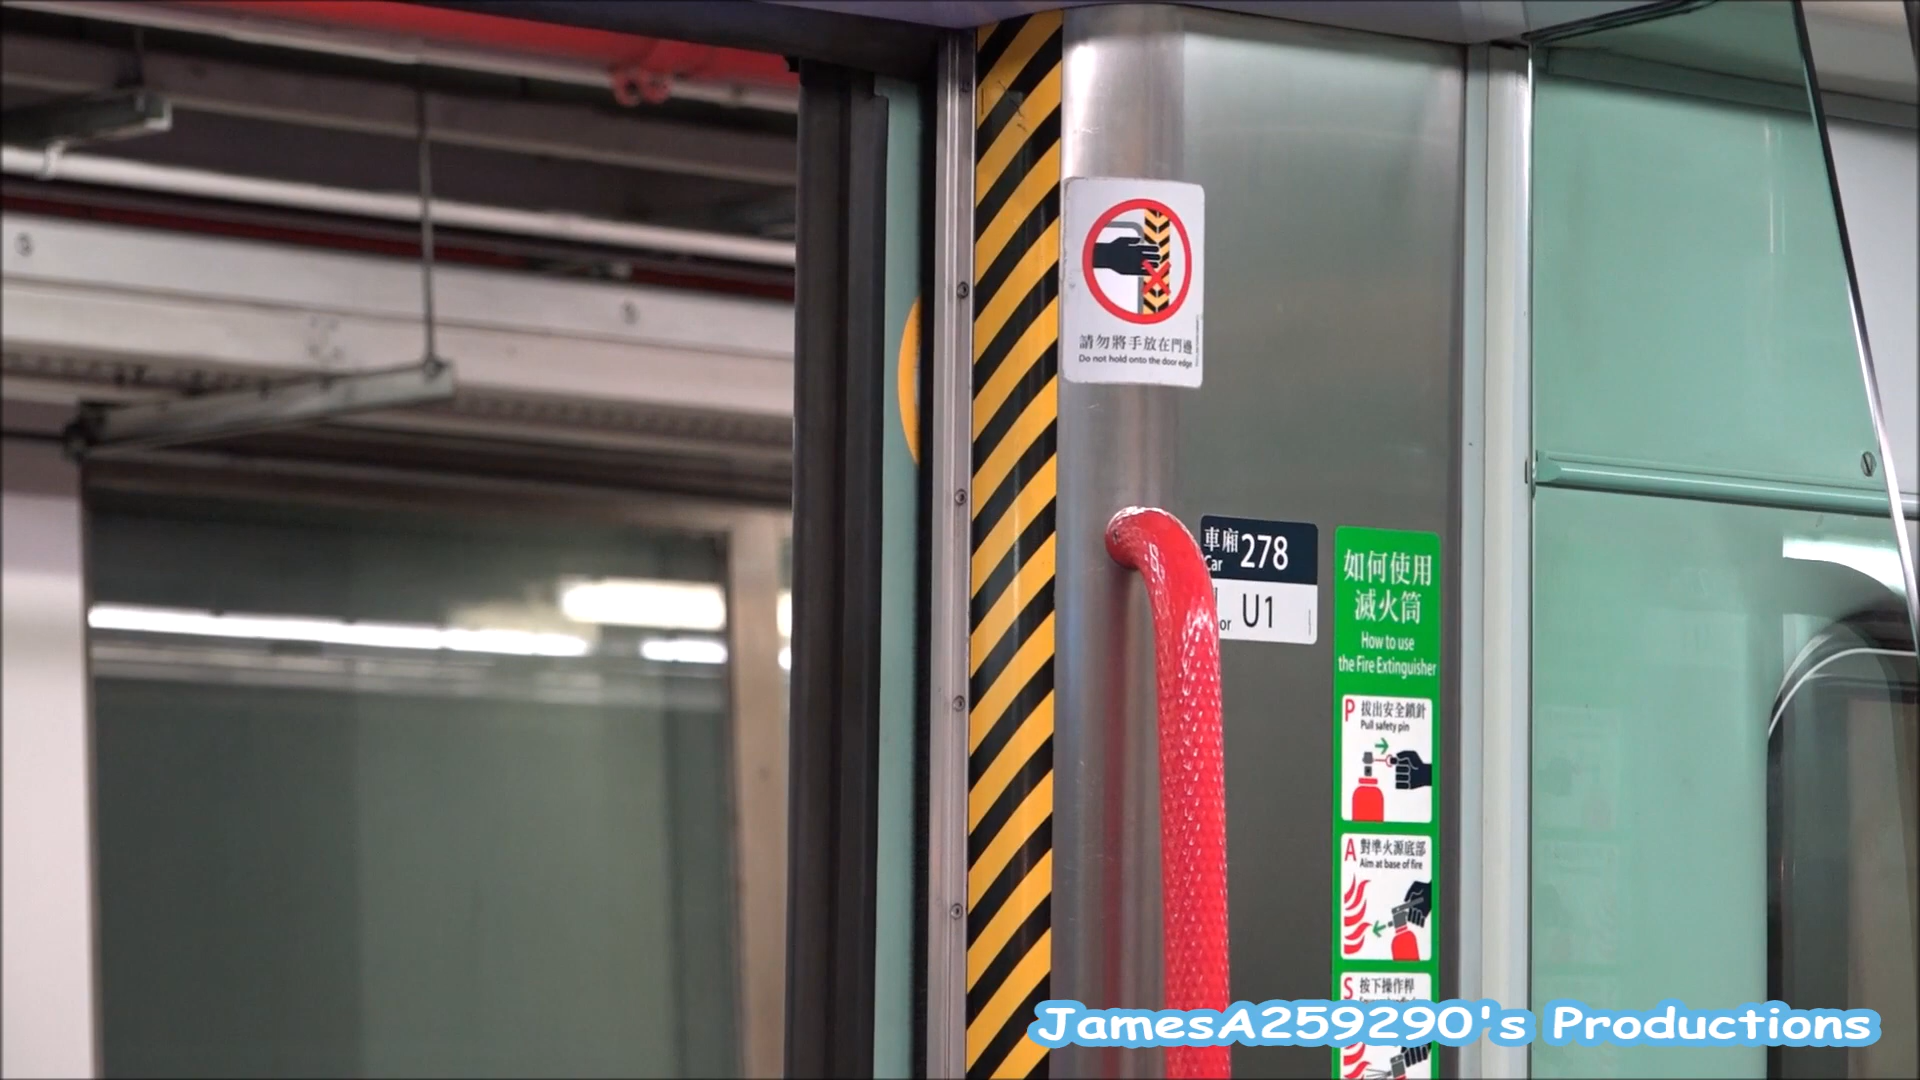 請勿將手放在門邊
Do not hold onto the door edge
車廂 278
Car
U1
如何使用
滅火筒
How to use
the Fire Extinguisher
P 拔出安全鎖針
Pull safety pin
A 對準火源底部
Aim at base of fire
S 按下操作桿
JamesA259290's Productions